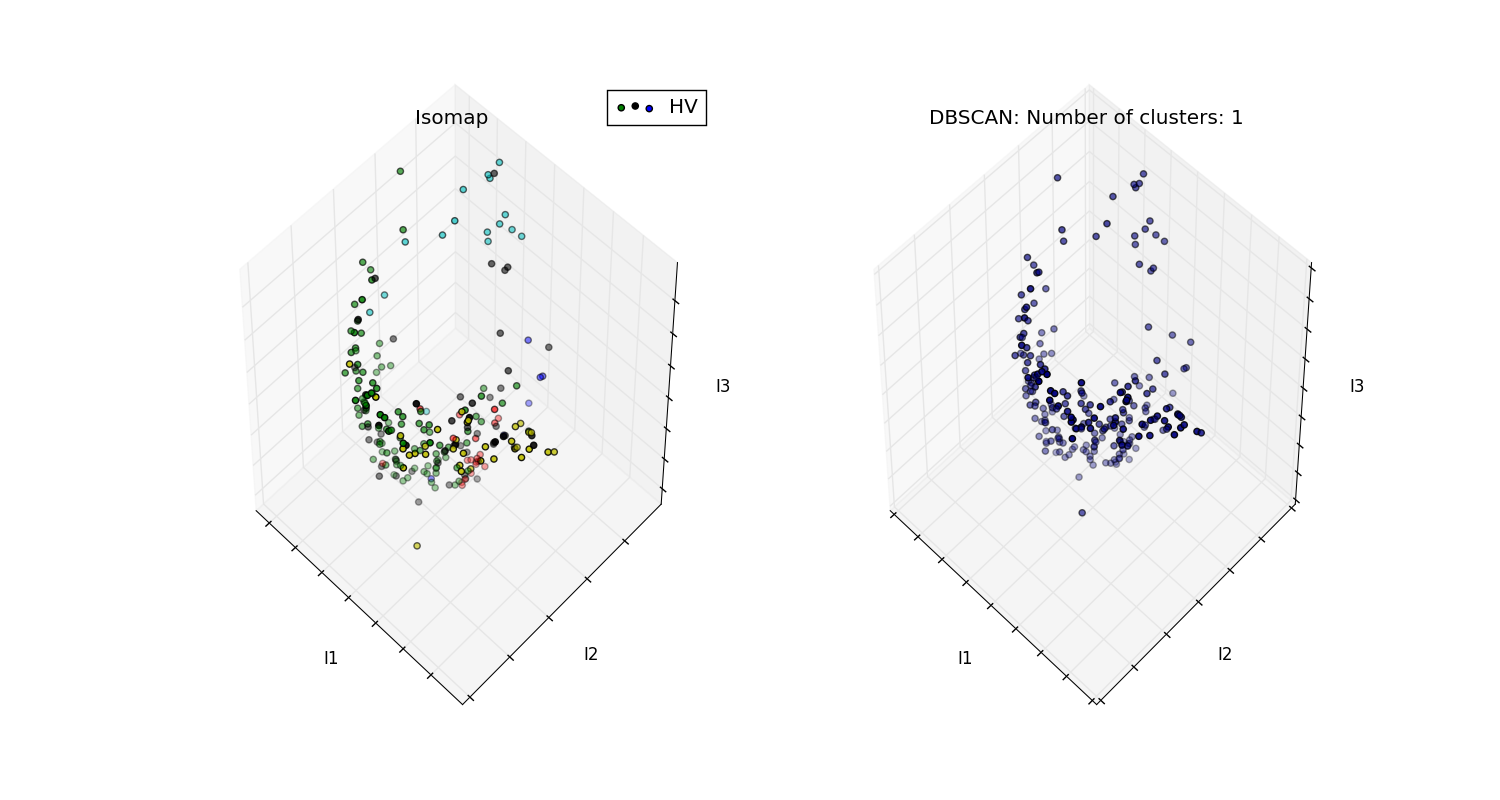 Isomap
HV
DBSCAN: Number of clusters: 1
I3
I3
I1
I2
I1
I2